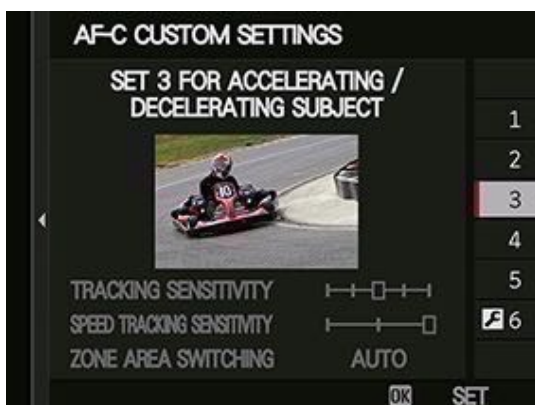 AF-C CUSTOM SETTINGS
SET 3 FOR ACCELERATING /
DECELERATING SUBJECT
TRACKING SENSITIVITY
SPEED TRACKING SENSITIVITY
ZONE AREA SWITCHING AUTO
1
2
3
4
5
6
OK SET